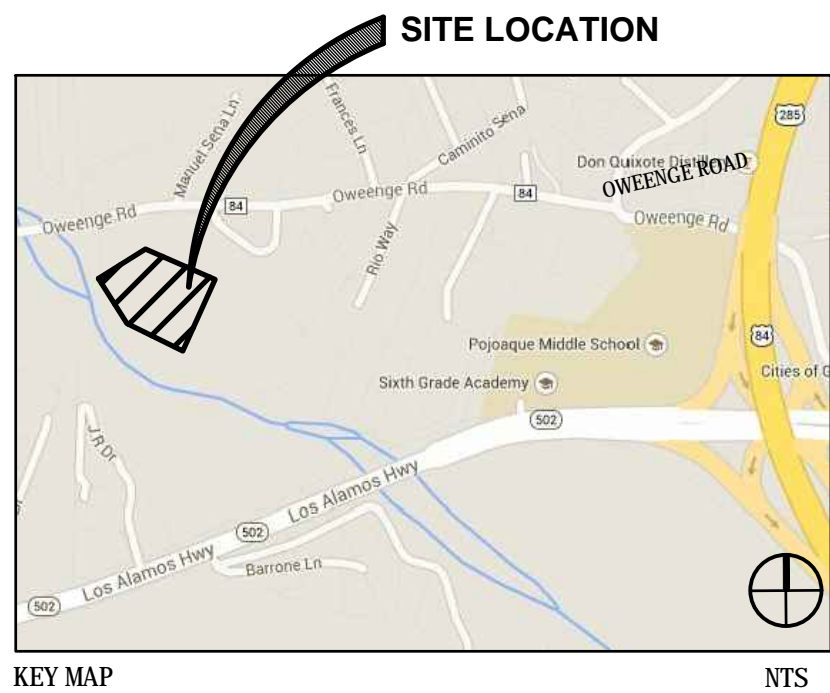 SITE LOCATION
Manuel Sena Ln
Frances Ln
Caminito Sena
285
Don Quixote Distillery
OWEENGE ROAD
84
Oweenge Rd
84
Oweenge Rd
Oweenge Rd
Rio Way
84
Pojoaque Middle School
Cities of G
Sixth Grade Academy
502
J R Dr
Los Alamos Hwy
502
Barrone Ln
Los Alamos Hwy
502
KEY MAP
NTS